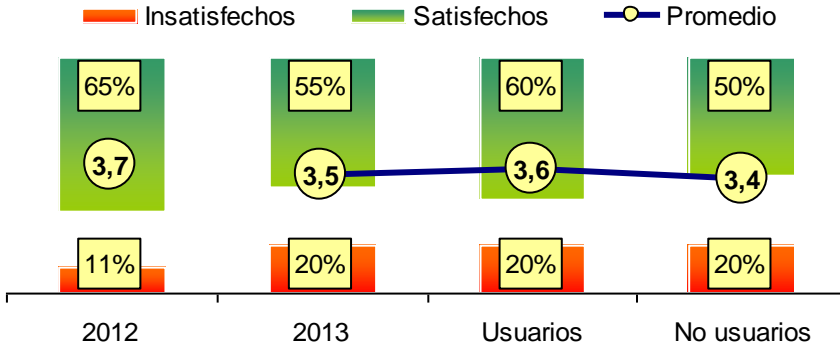 Insatisfechos Satisfechos Promedio
65% 55% 60% 50%
3,7 3,5 3,6 3,4
11% 20% 20% 20%
2012 2013 Usuarios No usuarios